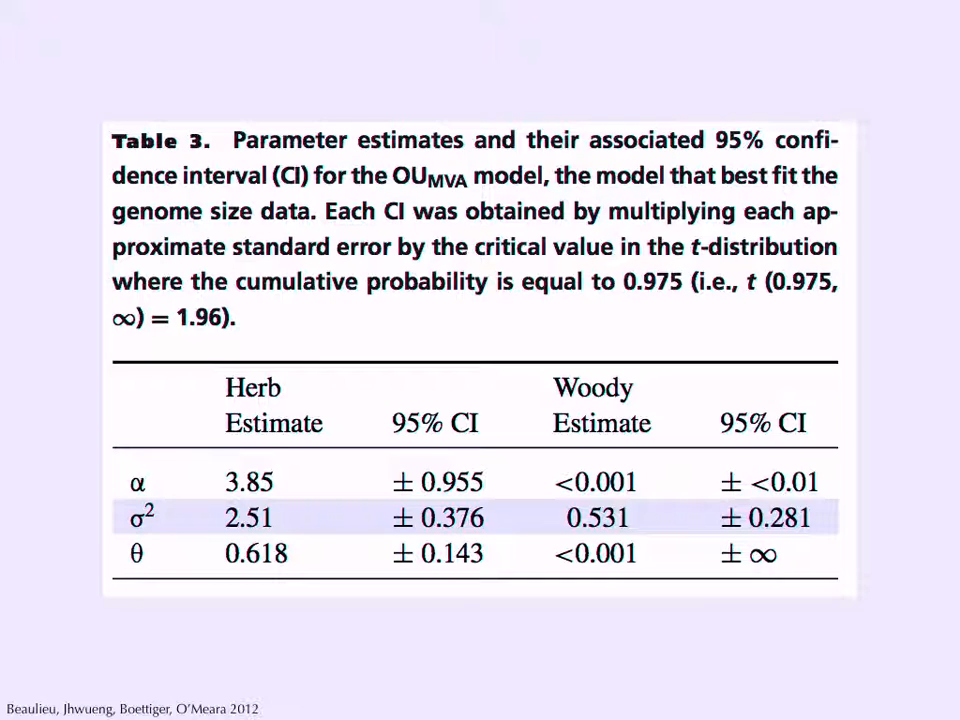 Table 3. Parameter estimates and their associated 95% confi-
dence interval (CI) for the OUMVA model, the model that best fit the
genome size data. Each CI was obtained by multiplying each ap-
proximate standard error by the critical value in the t-distribution
where the cumulative probability is equal to 0.975 (i.e., t (0.975,
∞) = 1.96).
Herb Woody
Estimate 95% CI Estimate 95% CI
α 3.85 ± 0.955 <0.001 ± <0.01
σ² 2.51 ± 0.376 0.531 ± 0.281
θ 0.618 ± 0.143 <0.001 ± ∞
Beaulieu, Jhwueng, Boettiger, O’Meara 2012